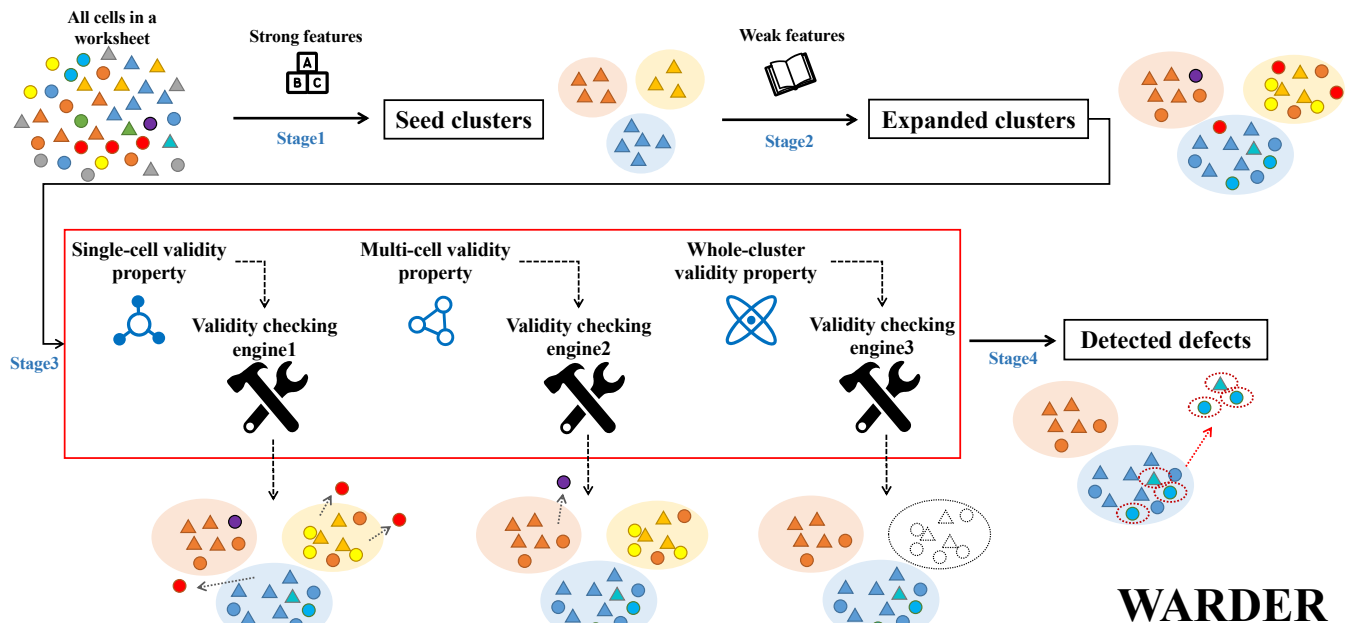 All cells in a
worksheet
Strong features
A
B C
Stage1
Seed clusters
Weak features
Stage2
Expanded clusters
Single-cell validity
property
Validity checking
engine1
Multi-cell validity
property
Validity checking
engine2
Whole-cluster
validity property
Validity checking
engine3
Stage3
Stage4
Detected defects
WARDER